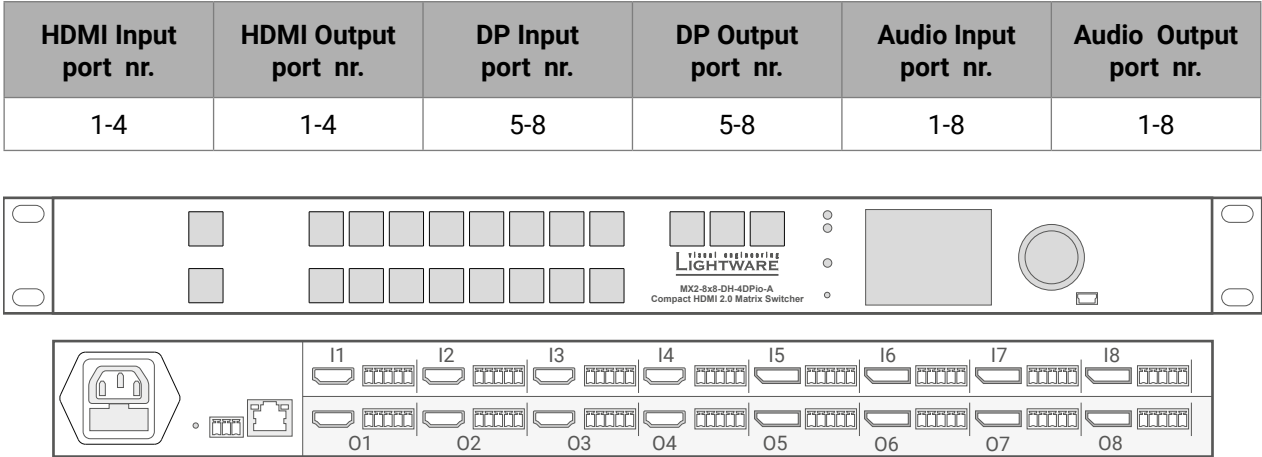 HDMI Input port nr.
HDMI Output port nr.
DP Input port nr.
DP Output port nr.
Audio Input port nr.
Audio Output port nr.
1-4
1-4
5-8
5-8
1-8
1-8
visual engineering
LIGHTWARE
MX2-8x8-DH-4DPio-A
Compact HDMI 2.0 Matrix Switcher
I1 I2 I3 I4 I5 I6 I7 I8
O1 O2 O3 O4 O5 O6 O7 O8